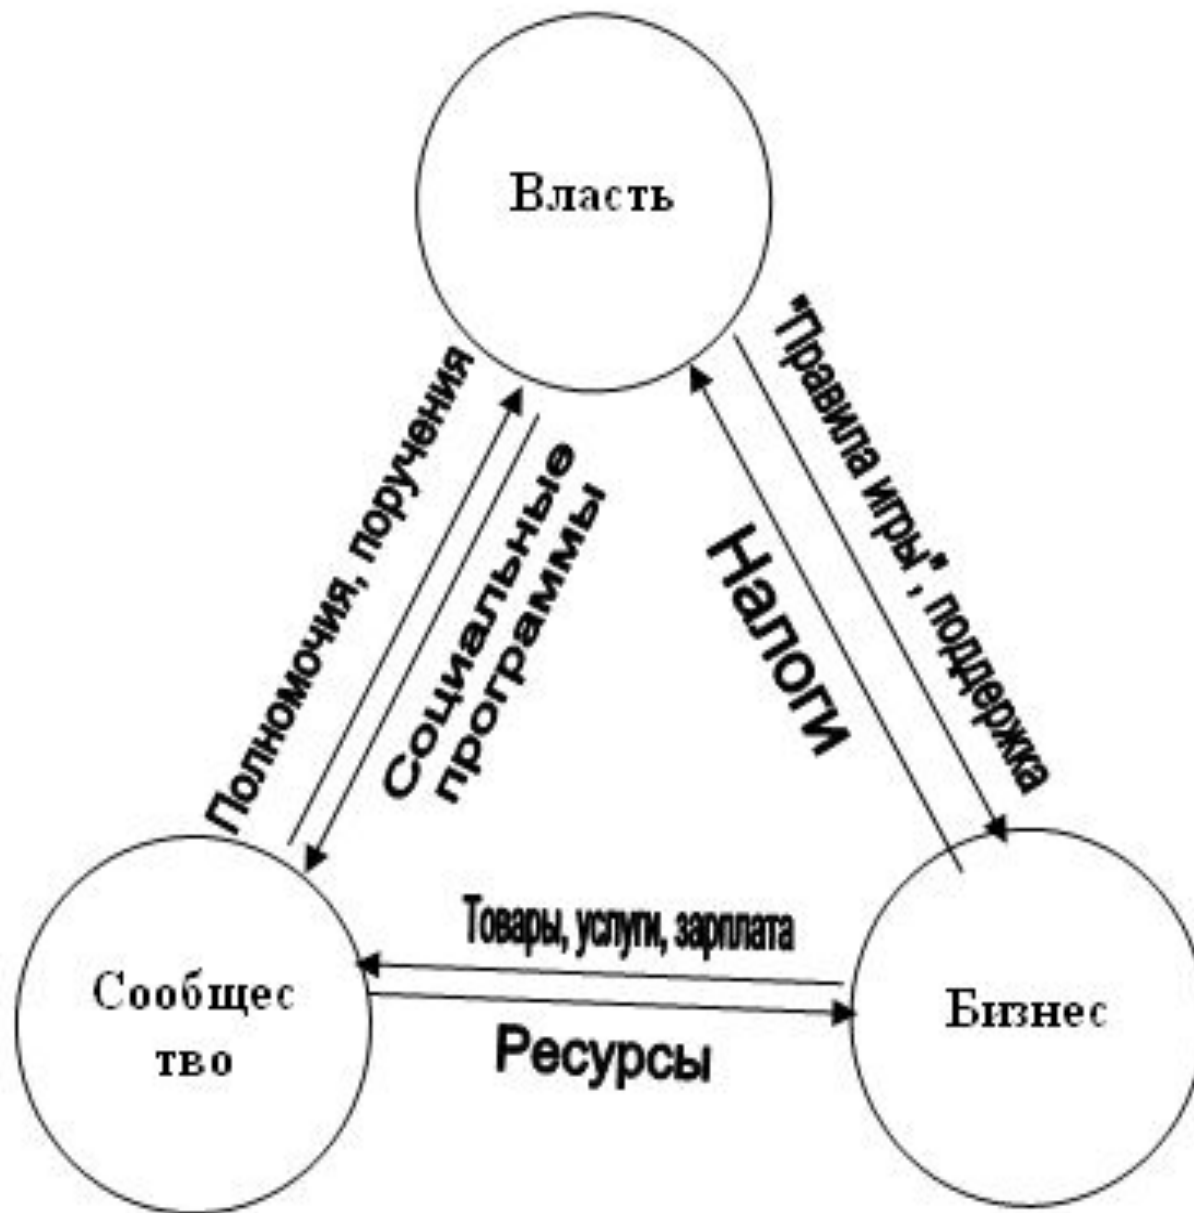 Власть
"Правила игры", поддержка
Полномочия, поручения
Социальные
программы
Налоги
Товары, услуги, зарплата
Сообщес
тво
Бизнес
Ресурсы